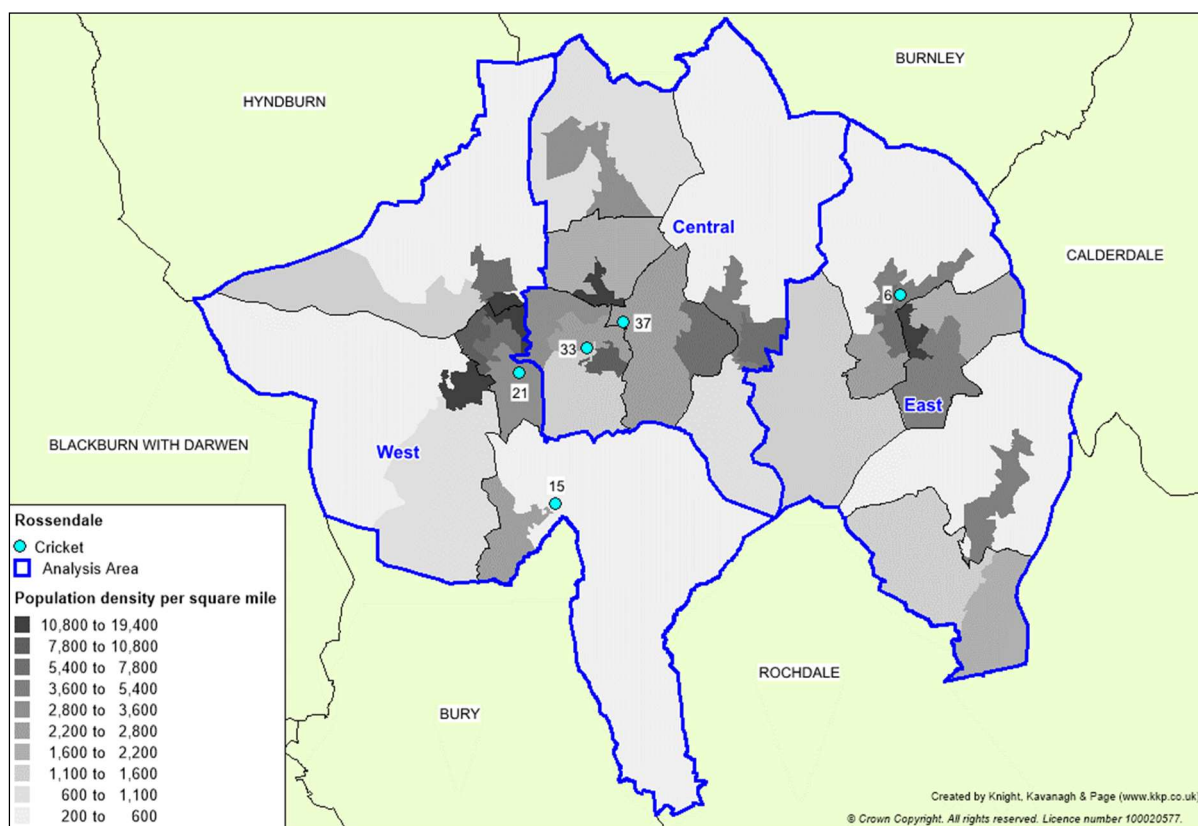 BURNLEY
HYNDBURN
Central
CALDERDALE
6
37
33
21
East
BLACKBURN WITH DARWEN
West
15
Rossendale
Cricket
Analysis Area
Population density per square mile
10,800 to 19,400
7,800 to 10,800
5,400 to 7,800
3,600 to 5,400
2,800 to 3,600
2,200 to 2,800
1,600 to 2,200
1,100 to 1,600
600 to 1,100
200 to 600
ROCHDALE
BURY
Created by Knight, Kavanagh & Page (www.kkp.co.uk)
© Crown Copyright. All rights reserved. Licence number 100020577.